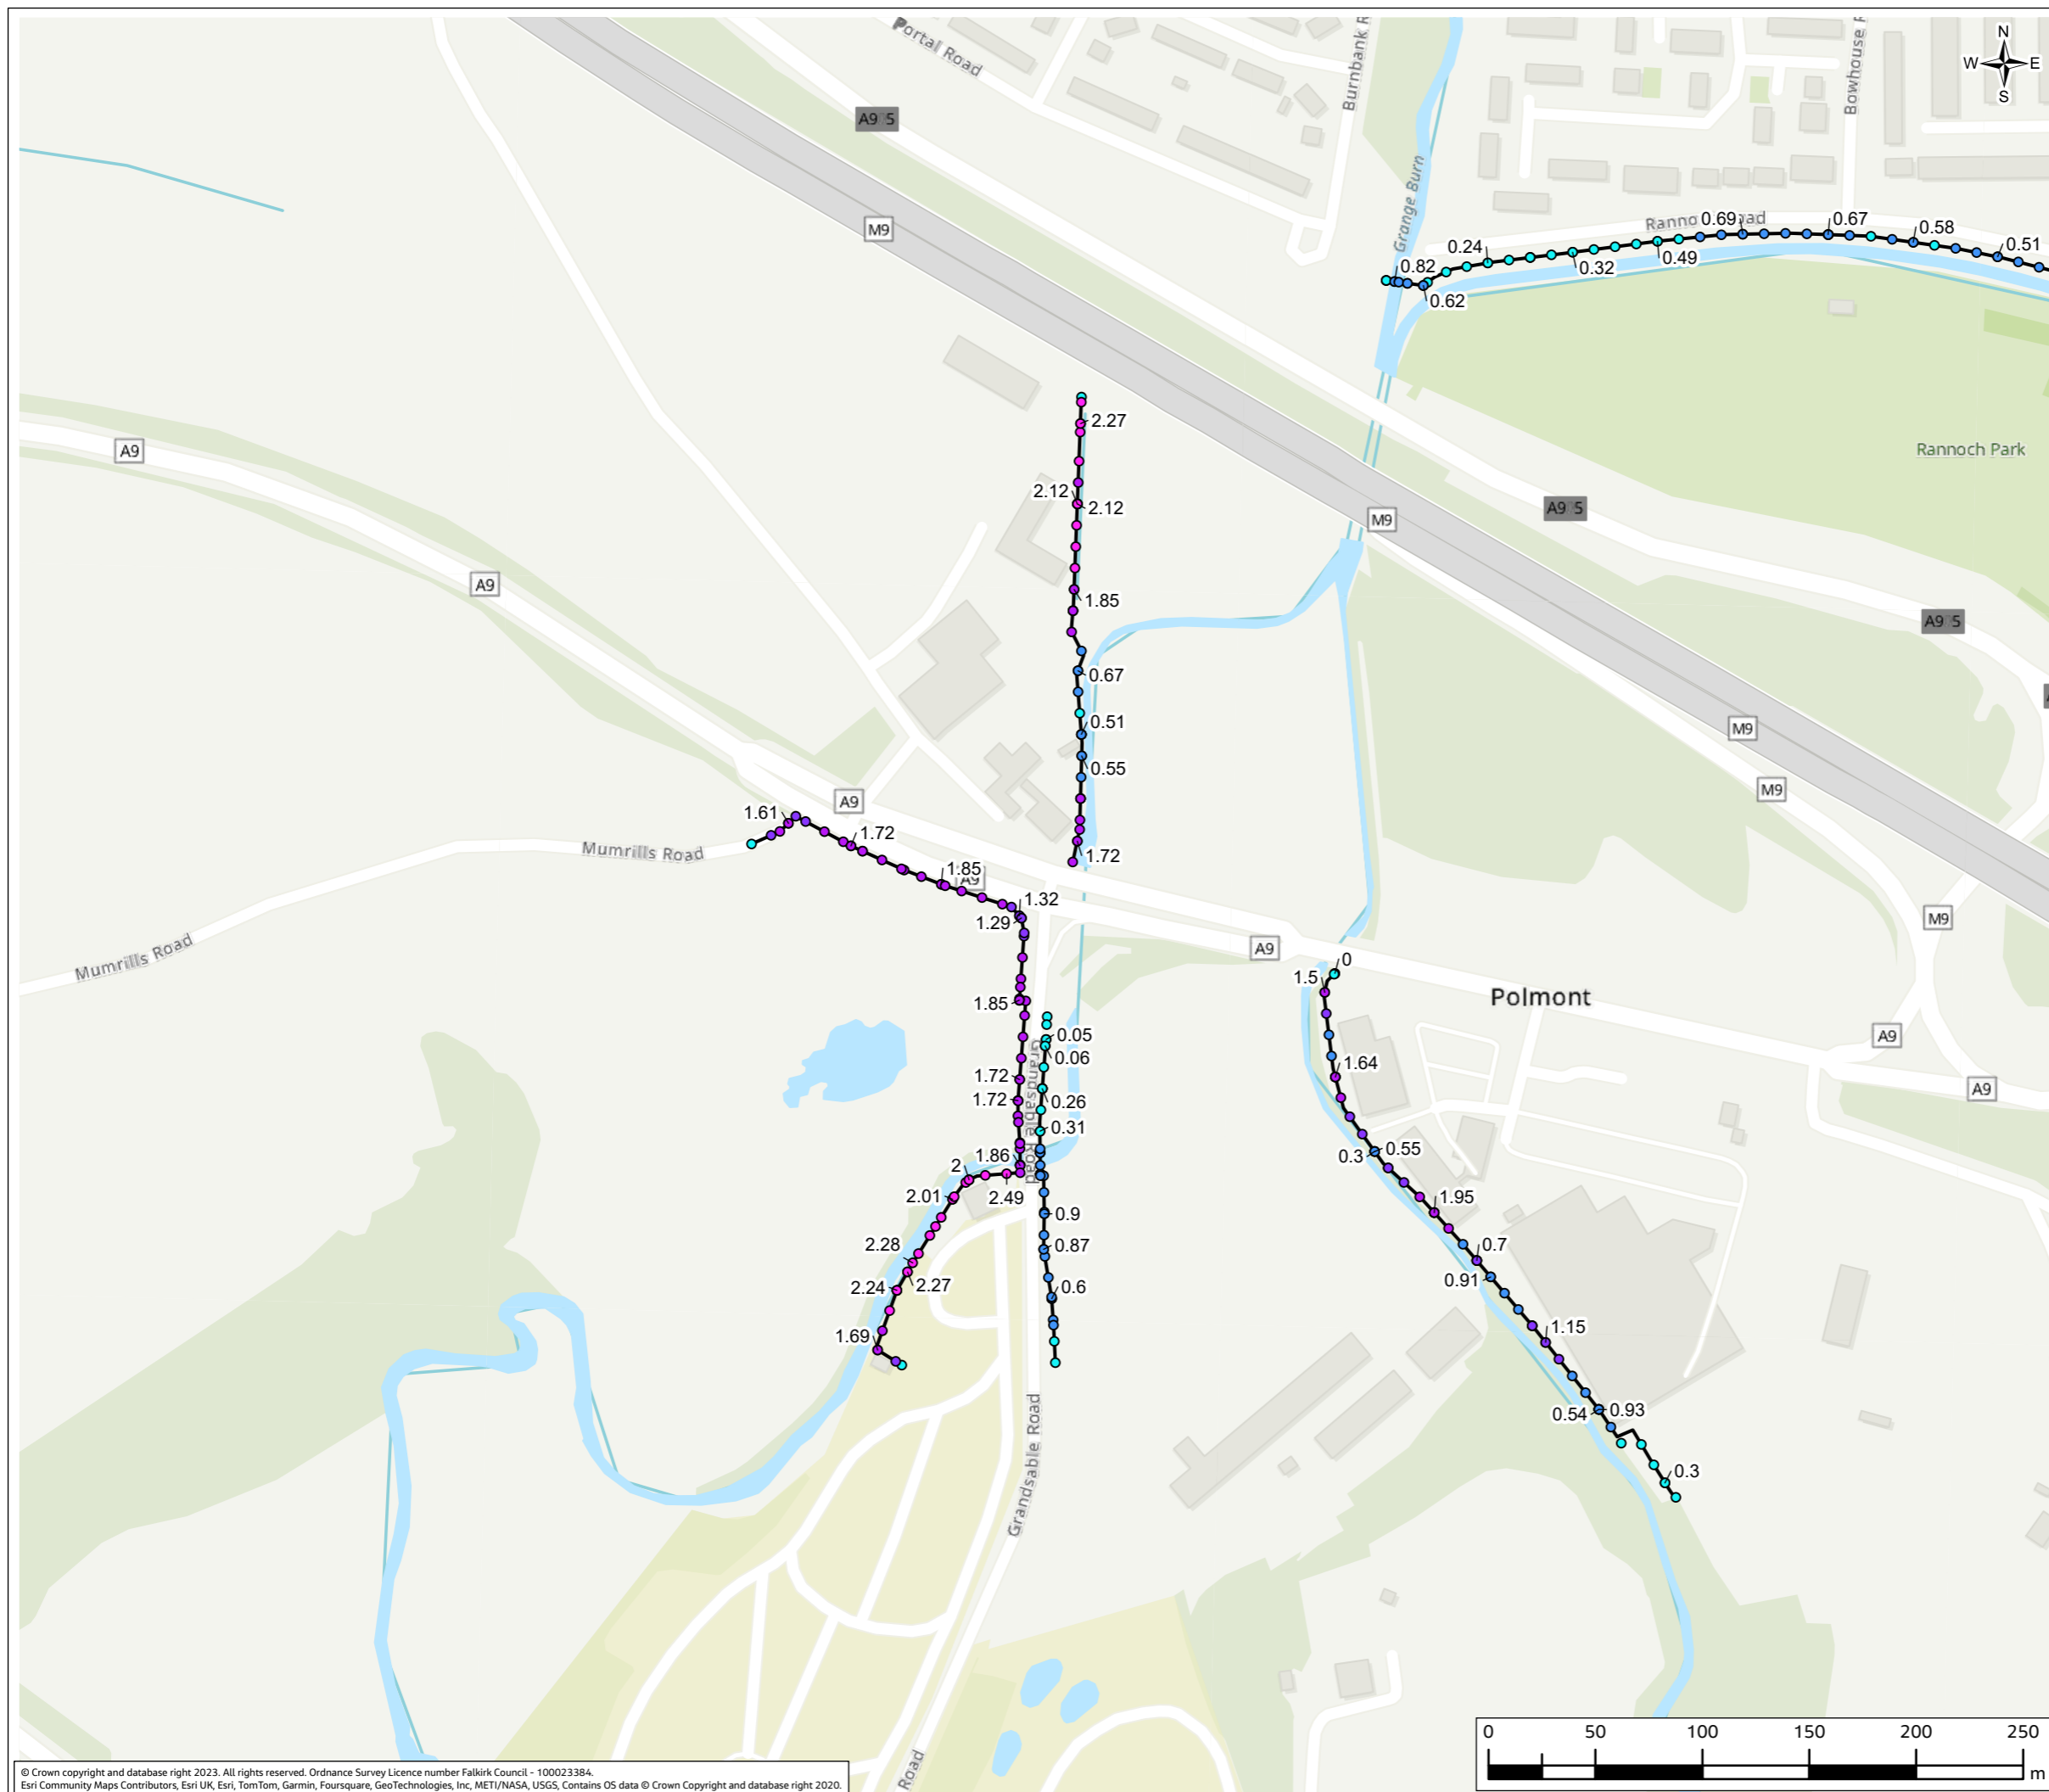 Portal Road
Burnbank R
Bowhouse R
N
W E
S
A9 5
Grange Burn
M9
Ranno ad
0.69
0.67
0.58
0.51
0.24
0.82
0.32
0.49
0.62
2.27
A9
Rannoch Park
2.12
2.12
A9 5
M9
A9
1.85
A9 5
0.67
0.51
M9
0.55
M9
A9
1.61
1.72
Mumrills Road
1.72
1.85
A9
1.32
1.29
M9
Mumrills Road
A9
0
1.5
Polmont
1.85
0.05
0.06
A9
1.64
1.72
A9
1.72
0.26
Grandsable Road
0.31
1.86
2
0.3
0.55
2.01
2.49
1.95
0.9
2.28
0.87
0.7
2.24
2.27
0.6
0.91
1.69
1.15
0.54
0.93
Grandsable Road
0.3
Road
0 50 100 150 200 250
m
© Crown copyright and database right 2023. All rights reserved. Ordnance Survey Licence number Falkirk Council - 100023384.
Esri Community Maps Contributors, Esri UK, Esri, TomTom, Garmin, Foursquare, GeoTechnologies, Inc, METI/NASA, USGS, Contains OS data © Crown Copyright and database right 2020.